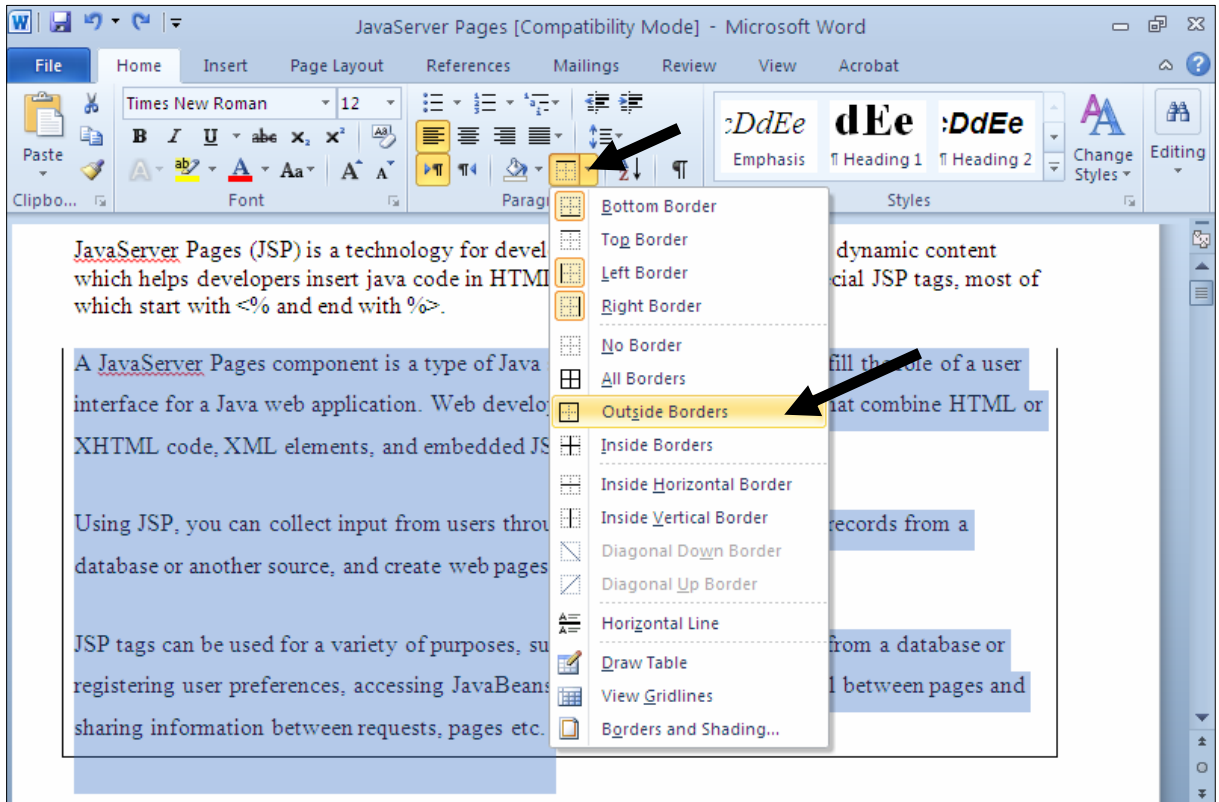 JavaServer Pages [Compatibility Mode] - Microsoft Word
File Home Insert Page Layout References Mailings Review View Acrobat
Times New Roman 12
B I U abe x₂ x² Aa A A
Paste
Emphasis ¶ Heading 1 ¶ Heading 2
Change Styles
Editing
Clipbo... Font Paragr Styles
JavaServer Pages (JSP) is a technology for devel
dynamic content
which helps developers insert java code in HTML
cial JSP tags, most of
which start with <% and end with %>.
A JavaServer Pages component is a type of Java
fill the role of a user
interface for a Java web application. Web develo
hat combine HTML or
XHTML code, XML elements, and embedded JS
Using JSP, you can collect input from users throu
records from a
database or another source, and create web pages
JSP tags can be used for a variety of purposes, su
from a database or
registering user preferences, accessing JavaBeans
l between pages and
sharing information between requests, pages etc.
Bottom Border
Top Border
Left Border
Right Border
No Border
All Borders
Outside Borders
Inside Borders
Inside Horizontal Border
Inside Vertical Border
Diagonal Down Border
Diagonal Up Border
Horizontal Line
Draw Table
View Gridlines
Borders and Shading...